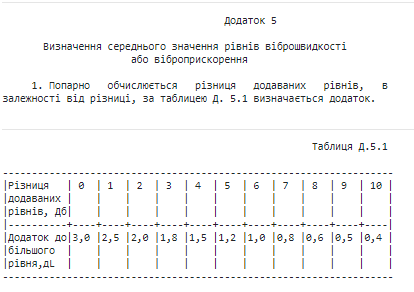 Додаток 5
Визначення середнього значення рівнів віброшвидкості
або віброприскорення
1. Попарно обчислюється різниця додаваних рівнів, в
залежності від різниці, за таблицею Д. 5.1 визначається додаток.
Таблиця Д.5.1
------------------------------------------------------------------
|Різниця | 0 | 1 | 2 | 3 | 4 | 5 | 6 | 7 | 8 | 9 | 10 |
|додаваних | | | | | | | | | | | |
|рівнів, Дб| | | | | | | | | | | |
|----------+----+----+----+----+----+----+----+----+----+----+----|
|Додаток до|3,0 |2,5 |2,0 |1,8 |1,5 |1,2 |1,0 |0,8 |0,6 |0,5 |0,4 |
|більшого | | | | | | | | | | | |
|рівня,дL | | | | | | | | | | | |
------------------------------------------------------------------